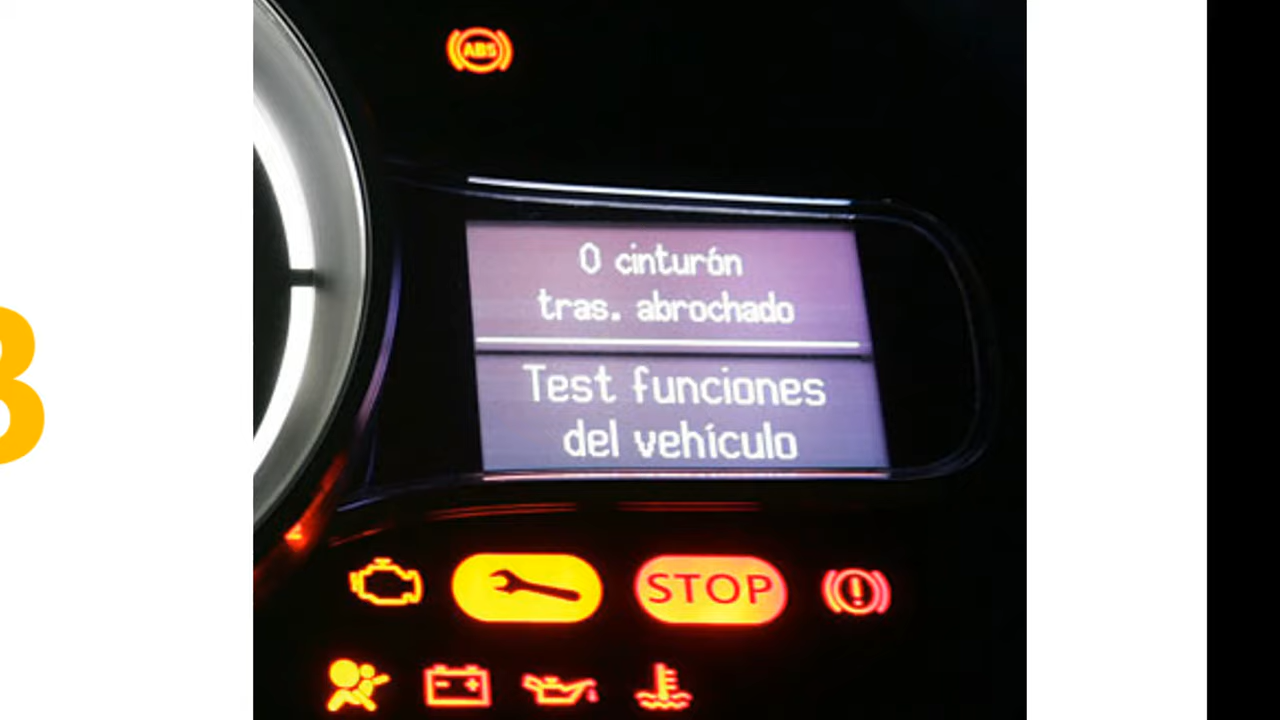 ABS
0 cinturón
tras. abrochado
Test funciones
del vehículo
STOP